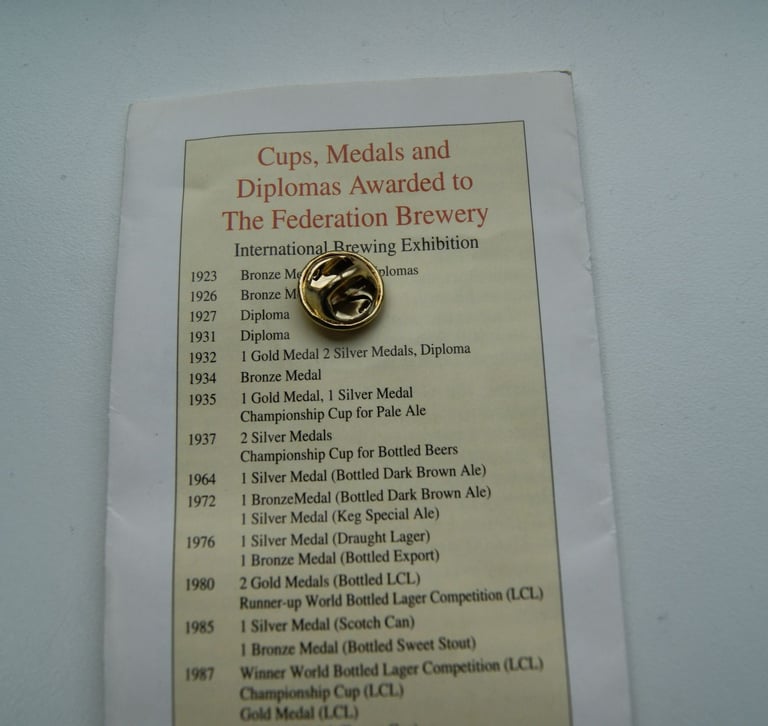 Cups, Medals and
Diplomas Awarded to
The Federation Brewery
International Brewing Exhibition
1923 Bronze Me plomas
1926 Bronze M
1927 Diploma
1931 Diploma
1932 1 Gold Medal 2 Silver Medals, Diploma
1934 Bronze Medal
1935 1 Gold Medal, 1 Silver Medal
Championship Cup for Pale Ale
1937 2 Silver Medals
Championship Cup for Bottled Beers
1964 1 Silver Medal (Bottled Dark Brown Ale)
1972 1 BronzeMedal (Bottled Dark Brown Ale)
1 Silver Medal (Keg Special Ale)
1976 1 Silver Medal (Draught Lager)
1 Bronze Medal (Bottled Export)
1980 2 Gold Medals (Bottled LCL)
Runner-up World Bottled Lager Competition (LCL)
1985 1 Silver Medal (Scotch Can)
1 Bronze Medal (Bottled Sweet Stout)
1987 Winner World Bottled Lager Competition (LCL)
Championship Cup (LCL)
Gold Medal (LCL)